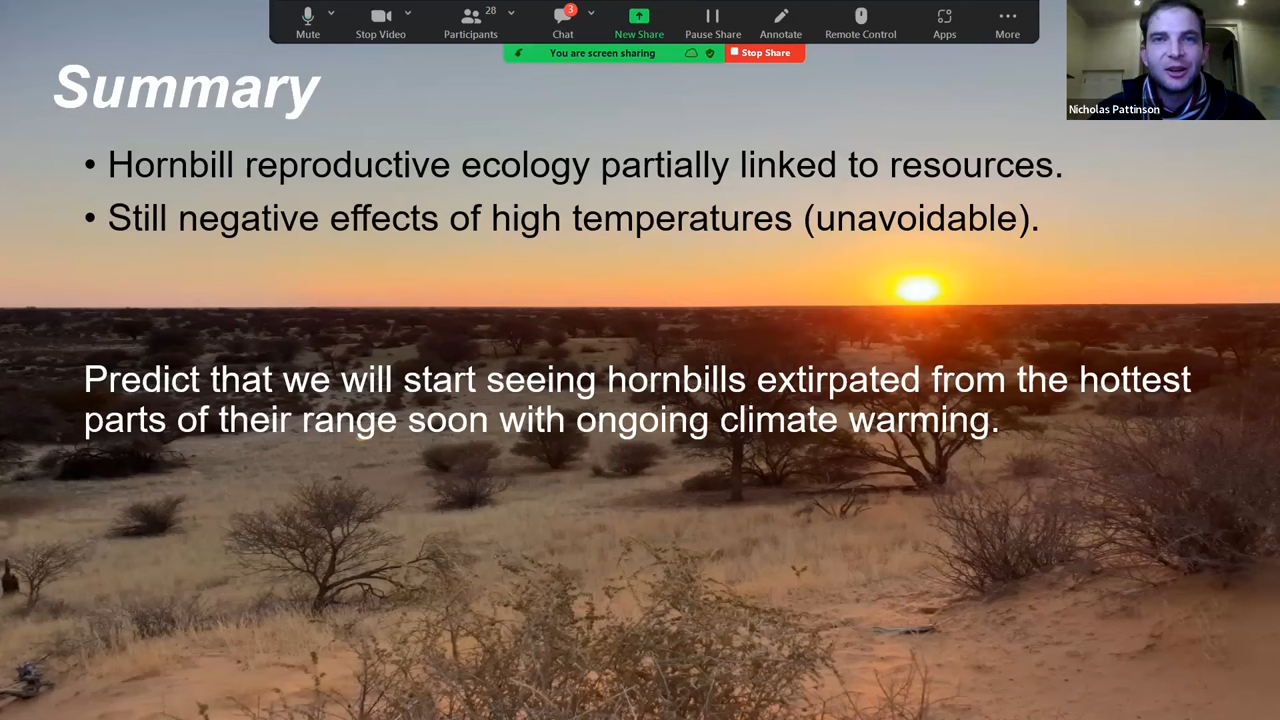 Mute
Stop Video
28
Participants
3
Chat
New Share
Pause Share
Annotate
Remote Control
Apps
More
You are screen sharing
Stop Share
Nicholas Pattinson
Summary
• Hornbill reproductive ecology partially linked to resources.
• Still negative effects of high temperatures (unavoidable).
Predict that we will start seeing hornbills extirpated from the hottest
parts of their range soon with ongoing climate warming.